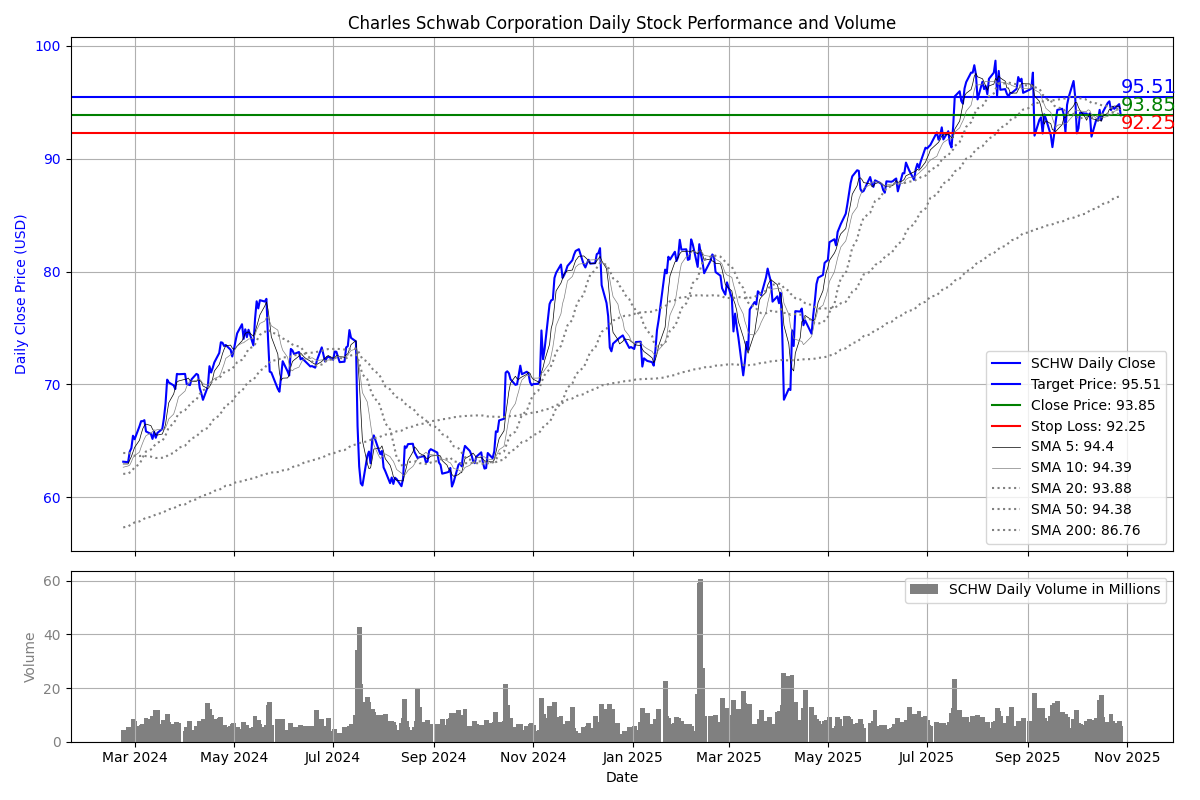 Charles Schwab Corporation Daily Stock Performance and Volume
Daily Close Price (USD)
100
90
80
70
60
95.51
93.85
92.25
SCHW Daily Close
Target Price: 95.51
Close Price: 93.85
Stop Loss: 92.25
SMA 5: 94.4
SMA 10: 94.39
SMA 20: 93.88
SMA 50: 94.38
SMA 200: 86.76
Volume
60
40
20
0
SCHW Daily Volume in Millions
Mar 2024 May 2024 Jul 2024 Sep 2024 Nov 2024 Jan 2025 Mar 2025 May 2025 Jul 2025 Sep 2025 Nov 2025
Date